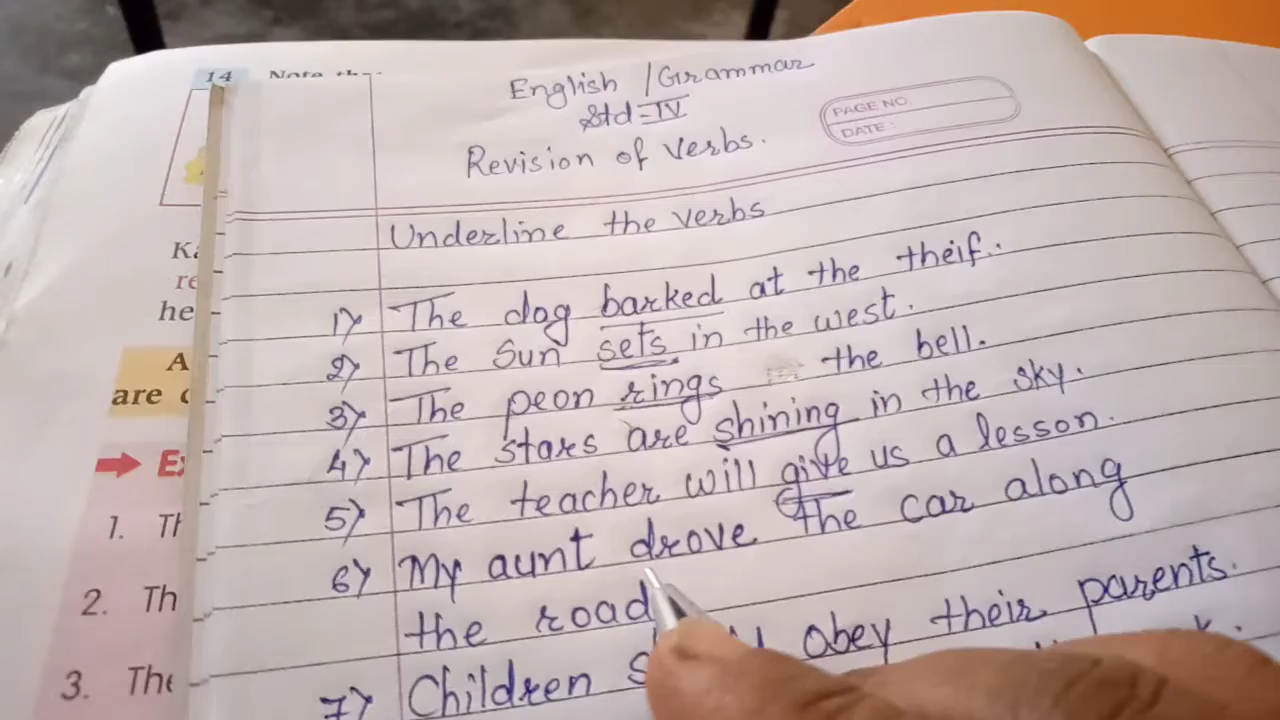 14 Note the
English /Grammar
Std = IV
PAGE NO.
DATE :
Revision of verbs.
Underline the verbs
1) The dog barked at the theif.
2) The Sun sets in the west.
3) The peon rings the bell.
4) The stars are shining in the sky.
5) The teacher will give us a lesson.
6) My aunt drove the car along
the road
7) Children obey their parents.
he
A
are
1. Th
2. Th
3. The